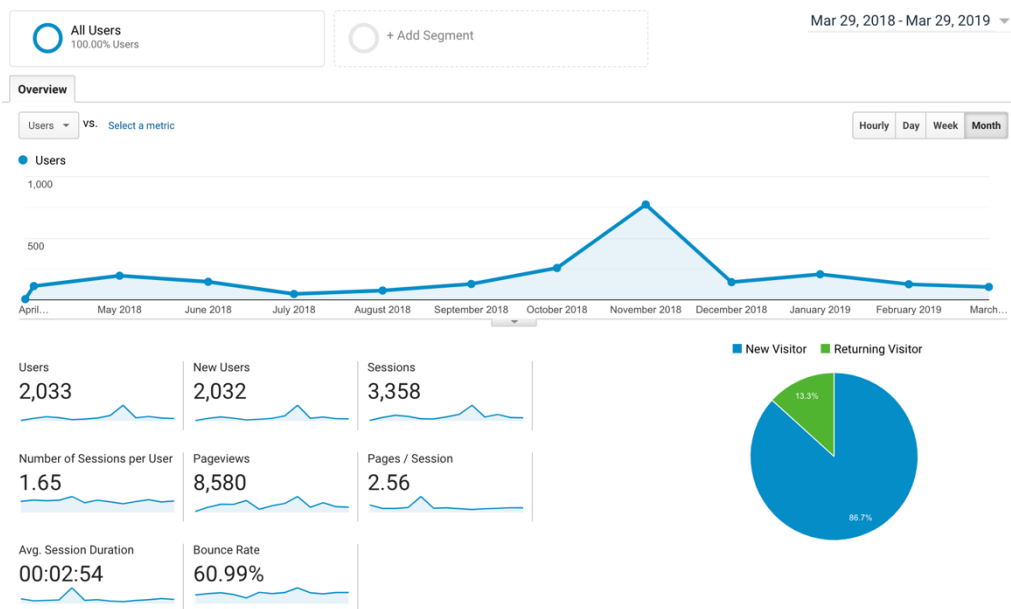 All Users
100.00% Users
+ Add Segment
Mar 29, 2018 - Mar 29, 2019
Overview
Users
VS.
Select a metric
Hourly Day Week Month
Users
1,000
500
April... May 2018 June 2018 July 2018 August 2018 September 2018 October 2018 November 2018 December 2018 January 2019 February 2019 March...
New Visitor Returning Visitor
Users New Users Sessions
2,033 2,032 3,358
13.3%
Number of Sessions per User Pageviews Pages / Session
1.65 8,580 2.56
86.7%
Avg. Session Duration Bounce Rate
00:02:54 60.99%